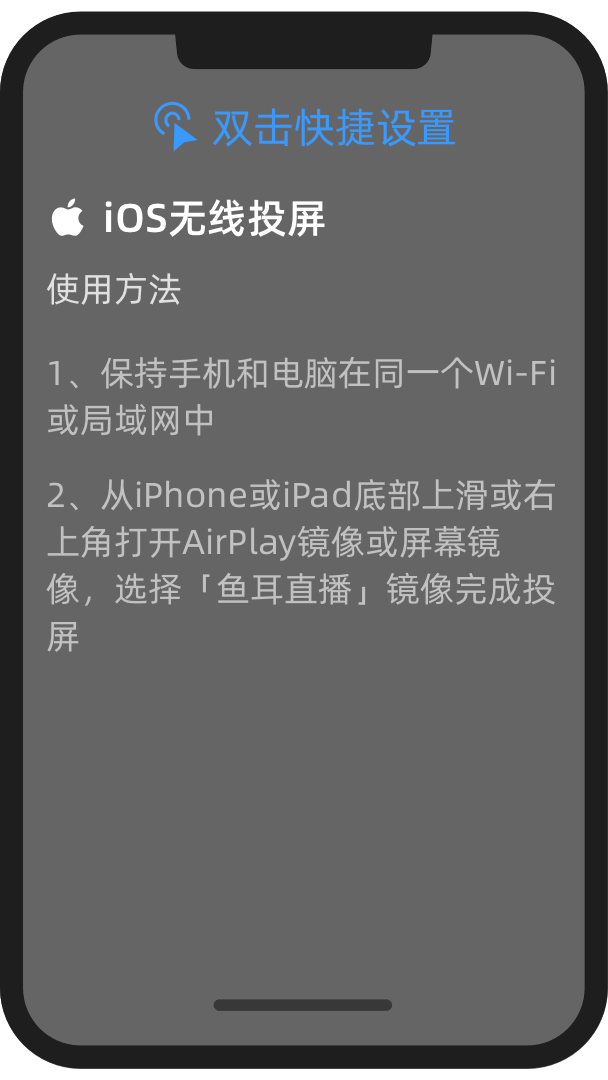 双击快捷设置
iOS无线投屏
使用方法
1、保持手机和电脑在同一个Wi-Fi
或局域网中
2、从iPhone或iPad底部上滑或右
上角打开AirPlay镜像或屏幕镜
像，选择「鱼耳直播」镜像完成投
屏